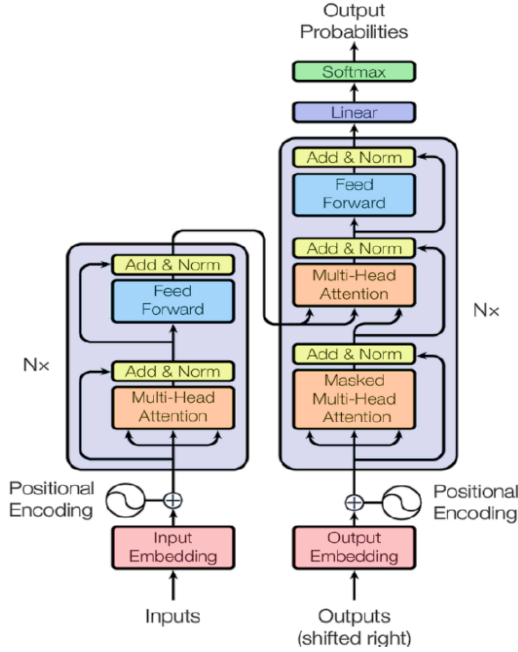 Output
Probabilities
Softmax
Linear
Add & Norm
Feed
Forward
Add & Norm
Multi-Head
Attention
Add & Norm
Masked
Multi-Head
Attention
Nx
Positional
Encoding
Output
Embedding
Outputs
(shifted right)
Add & Norm
Feed
Forward
Add & Norm
Multi-Head
Attention
Nx
Positional
Encoding
Input
Embedding
Inputs